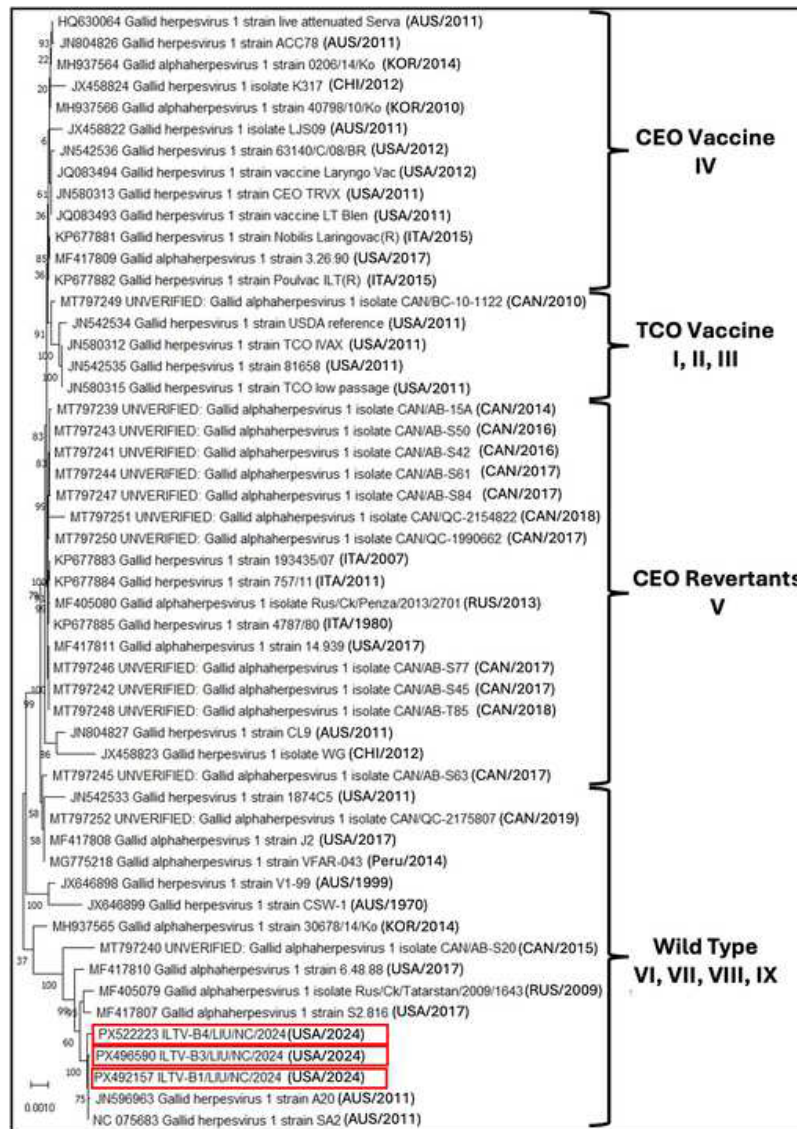 HQ630064 Gallid herpesvirus 1 strain live attenuated Serva (AUS/2011)
JN804826 Gallid herpesvirus 1 strain ACC78 (AUS/2011)
MH937564 Gallid alphaherpesvirus 1 strain 0206/14/Ko (KOR/2014)
JX458824 Gallid herpesvirus 1 isolate K317 (CHI/2012)
MH937566 Gallid alphaherpesvirus 1 strain 40798/10/Ko (KOR/2010)
JX458822 Gallid herpesvirus 1 isolate LJS09 (AUS/2011)
JN542536 Gallid herpesvirus 1 strain 63140/C/08/BR (USA/2012)
JQ083494 Gallid herpesvirus 1 strain vaccine Laryngo Vac (USA/2012)
JN580313 Gallid herpesvirus 1 strain CEO TRVX (USA/2011)
JQ083493 Gallid herpesvirus 1 strain vaccine LT Blen (USA/2011)
KP677881 Gallid herpesvirus 1 strain Nobilis Laringovac(R) (ITA/2015)
MF417809 Gallid alphaherpesvirus 1 strain 3.26.90 (USA/2017)
KP677882 Gallid herpesvirus 1 strain Poulvac ILT(R) (ITA/2015)
CEO Vaccine
IV
MT797249 UNVERIFIED: Gallid alphaherpesvirus 1 isolate CAN/BC-10-1122 (CAN/2010)
JN542534 Gallid herpesvirus 1 strain USDA reference (USA/2011)
JN580312 Gallid herpesvirus 1 strain TCO IVAX (USA/2011)
JN542535 Gallid herpesvirus 1 strain 81658 (USA/2011)
JN580315 Gallid herpesvirus 1 strain TCO low passage (USA/2011)
TCO Vaccine
I, II, III
MT797239 UNVERIFIED: Gallid alphaherpesvirus 1 isolate CAN/AB-15A (CAN/2014)
MT797243 UNVERIFIED: Gallid alphaherpesvirus 1 isolate CAN/AB-S50 (CAN/2016)
MT797241 UNVERIFIED: Gallid alphaherpesvirus 1 isolate CAN/AB-S42 (CAN/2016)
MT797244 UNVERIFIED: Gallid alphaherpesvirus 1 isolate CAN/AB-S61 (CAN/2017)
MT797247 UNVERIFIED: Gallid alphaherpesvirus 1 isolate CAN/AB-S84 (CAN/2017)
MT797251 UNVERIFIED: Gallid alphaherpesvirus 1 isolate CAN/QC-2154822 (CAN/2018)
MT797250 UNVERIFIED: Gallid alphaherpesvirus 1 isolate CAN/QC-1990662 (CAN/2017)
KP677883 Gallid herpesvirus 1 strain 193435/07 (ITA/2007)
KP677884 Gallid herpesvirus 1 strain 757/11 (ITA/2011)
MF405080 Gallid alphaherpesvirus 1 isolate Rus/Ck/Penza/2013/2701 (RUS/2013)
KP677885 Gallid herpesvirus 1 strain 4787/80 (ITA/1980)
MF417811 Gallid alphaherpesvirus 1 strain 14.939 (USA/2017)
MT797246 UNVERIFIED: Gallid alphaherpesvirus 1 isolate CAN/AB-S77 (CAN/2017)
MT797242 UNVERIFIED: Gallid alphaherpesvirus 1 isolate CAN/AB-S45 (CAN/2017)
MT797248 UNVERIFIED: Gallid alphaherpesvirus 1 isolate CAN/AB-T85 (CAN/2018)
JN804827 Gallid herpesvirus 1 strain CL9 (AUS/2011)
JX458823 Gallid herpesvirus 1 isolate WG (CHI/2012)
MT797245 UNVERIFIED: Gallid alphaherpesvirus 1 isolate CAN/AB-S63 (CAN/2017)
CEO Revertants
V
JN542533 Gallid herpesvirus 1 strain 1874C5 (USA/2011)
MT797252 UNVERIFIED: Gallid alphaherpesvirus 1 isolate CAN/QC-2175807 (CAN/2019)
MF417808 Gallid alphaherpesvirus 1 strain J2 (USA/2017)
MG775218 Gallid alphaherpesvirus 1 strain VFAR-043 (Peru/2014)
JX646898 Gallid herpesvirus 1 strain V1-99 (AUS/1999)
JX646899 Gallid herpesvirus 1 strain CSW-1 (AUS/1970)
MH937565 Gallid alphaherpesvirus 1 strain 30678/14/Ko (KOR/2014)
MT797240 UNVERIFIED: Gallid alphaherpesvirus 1 isolate CAN/AB-S20 (CAN/2015)
MF417810 Gallid alphaherpesvirus 1 strain 6.48.88 (USA/2017)
MF405079 Gallid alphaherpesvirus 1 isolate Rus/Ck/Tatarstan/2009/1643 (RUS/2009)
MF417807 Gallid alphaherpesvirus 1 strain S2.816 (USA/2017)
PX522223 ILTV-B4/LIU/NC/2024 (USA/2024)
PX496590 ILTV-B3/LIU/NC/2024 (USA/2024)
PX492157 ILTV-B1/LIU/NC/2024 (USA/2024)
JN596963 Gallid herpesvirus 1 strain A20 (AUS/2011)
NC 075683 Gallid herpesvirus 1 strain SA2 (AUS/2011)
Wild Type
VI, VII, VIII, IX
93
22
20
6
61
36
85
36
91
100
100
83
83
99
100
100
99
86
58
58
100
37
100
60
100
75
0.0010